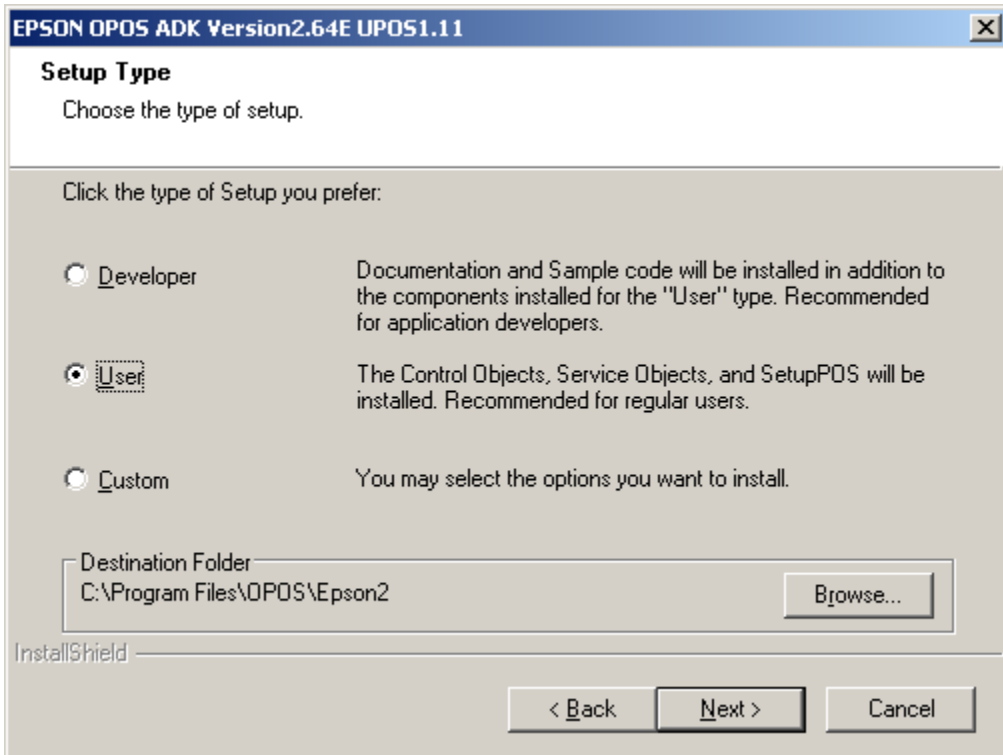 EPSON OPOS ADK Version2.64E UPOS1.11
Setup Type
Choose the type of setup.
Click the type of Setup you prefer:
Developer
Documentation and Sample code will be installed in addition to
the components installed for the "User" type. Recommended
for application developers.
User
The Control Objects, Service Objects, and SetupPOS will be
installed. Recommended for regular users.
Custom
You may select the options you want to install.
Destination Folder
C:\Program Files\OPOS\Epson2
Browse...
InstallShield
< Back
Next >
Cancel